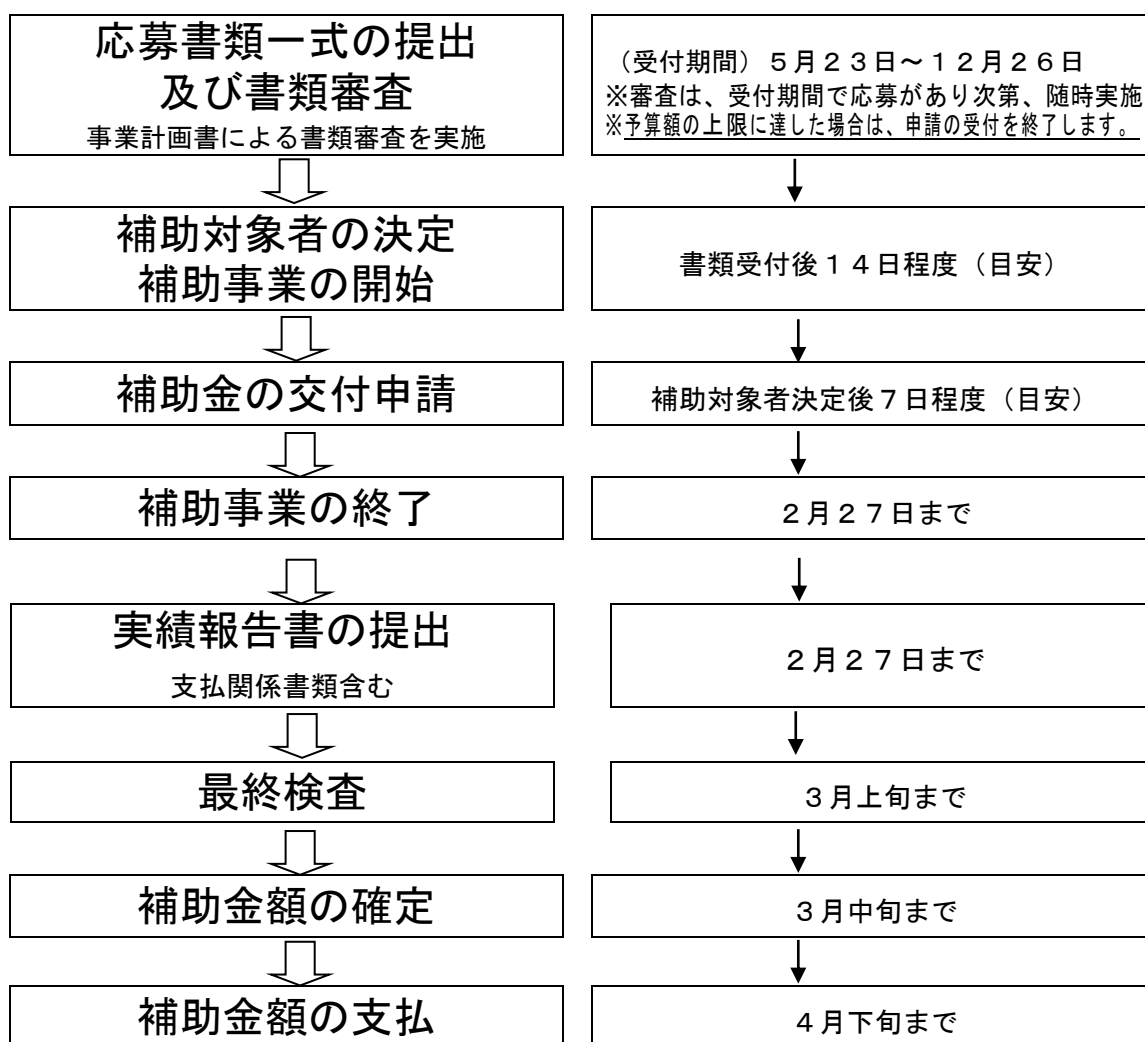 応募書類一式の提出
及び書類審査
事業計画書による書類審査を実施
（受付期間）５月２３日～１２月２６日
※審査は、受付期間で応募があり次第、随時実施
※予算額の上限に達した場合は、申請の受付を終了します。
補助対象者の決定
補助事業の開始
書類受付後１４日程度（目安）
補助金の交付申請
補助対象者決定後７日程度（目安）
補助事業の終了
２月２７日まで
実績報告書の提出
支払関係書類含む
２月２７日まで
最終検査
３月上旬まで
補助金額の確定
３月中旬まで
補助金額の支払
４月下旬まで